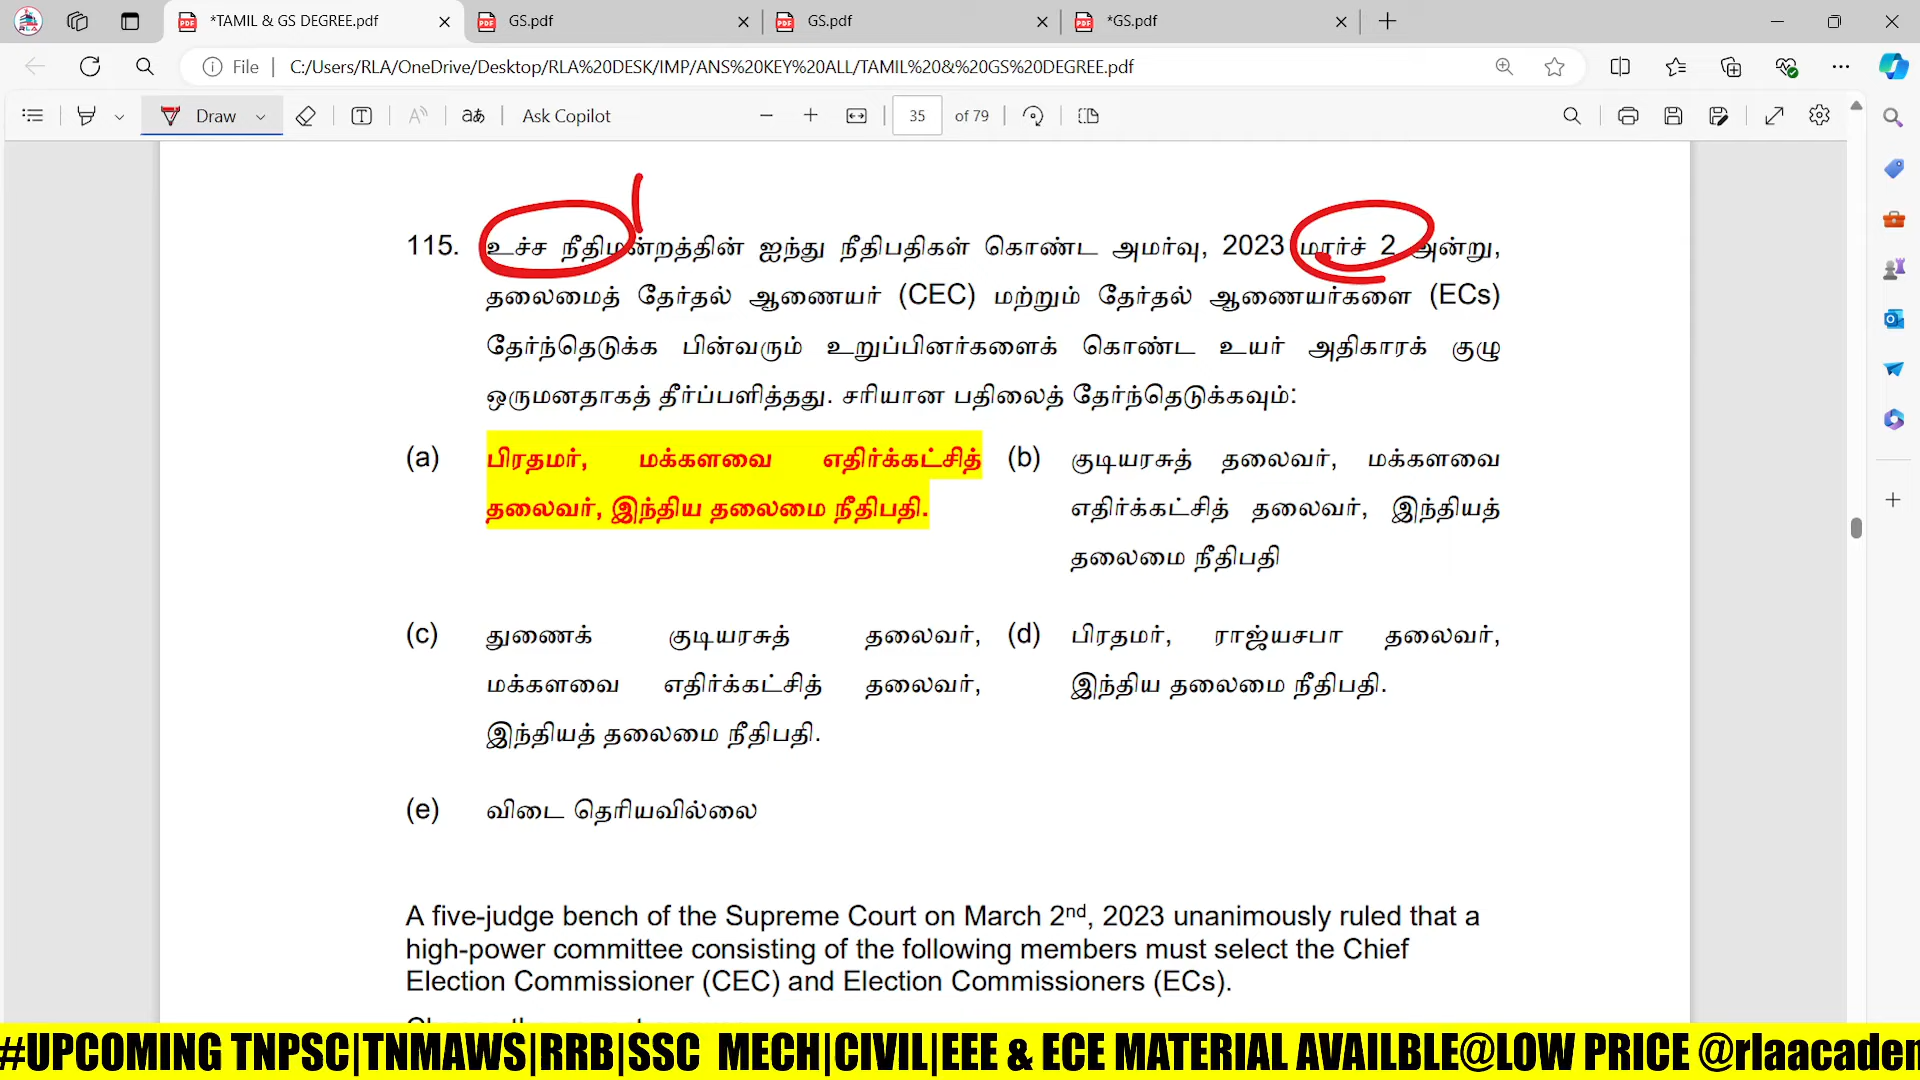 *TAMIL & GS DEGREE.pdf
GS.pdf
GS.pdf
*GS.pdf
File
C:/Users/RLA/OneDrive/Desktop/RLA%20DESK/IMP/ANS%20KEY%20ALL/TAMIL%20&%20GS%20DEGREE.pdf
Draw
Ask Copilot
35 of 79
115. உச்ச நீதிமன்றத்தின் ஐந்து நீதிபதிகள் கொண்ட அமர்வு, 2023 மார்ச் 2 அன்று,
தலைமைத் தேர்தல் ஆணையர் (CEC) மற்றும் தேர்தல் ஆணையர்களை (ECs)
தேர்ந்தெடுக்க பின்வரும் உறுப்பினர்களைக் கொண்ட உயர் அதிகாரக் குழு
ஒருமனதாகத் தீர்ப்பளித்தது. சரியான பதிலைத் தேர்ந்தெடுக்கவும்:
(a) பிரதமர், மக்களவை எதிர்க்கட்சித்
தலைவர், இந்திய தலைமை நீதிபதி.
(b) குடியரசுத் தலைவர், மக்களவை
எதிர்க்கட்சித் தலைவர், இந்தியத்
தலைமை நீதிபதி
(c) துணைக் குடியரசுத் தலைவர்,
மக்களவை எதிர்க்கட்சித் தலைவர்,
இந்தியத் தலைமை நீதிபதி.
(d) பிரதமர், ராஜ்யசபா தலைவர்,
இந்திய தலைமை நீதிபதி.
(e) விடை தெரியவில்லை
A five-judge bench of the Supreme Court on March 2nd, 2023 unanimously ruled that a
high-power committee consisting of the following members must select the Chief
Election Commissioner (CEC) and Election Commissioners (ECs).
#UPCOMING TNPSC|TNMAWS|RRB|SSC MECH|CIVIL|EEE & ECE MATERIAL AVAILBLE@LOW PRICE @rlaacadem